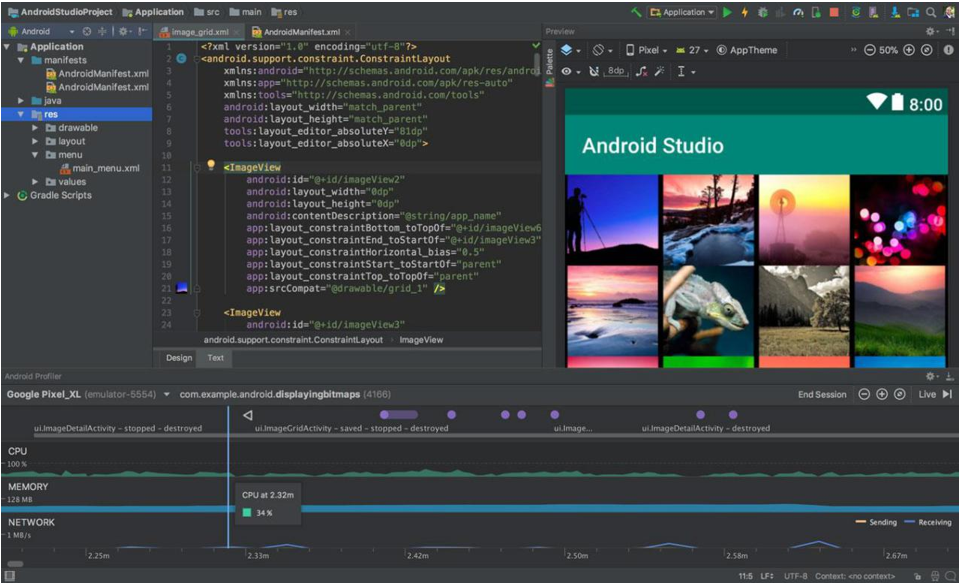 AndroidStudioProject Application src main res Application
Android image_grid.xml AndroidManifest.xml Preview
Application
manifests
AndroidManifest.xml
AndroidManifest.xml
java
res
drawable
layout
menu
main_menu.xml
values
Gradle Scripts
1 <?xml version="1.0" encoding="utf-8"?>
2 <android.support.constraint.ConstraintLayout
3 xmlns:android="http://schemas.android.com/apk/res/andro
4 xmlns:app="http://schemas.android.com/apk/res-auto"
5 xmlns:tools="http://schemas.android.com/tools"
6 android:layout_width="match_parent"
7 android:layout_height="match_parent"
8 tools:layout_editor_absoluteY="81dp"
9 tools:layout_editor_absoluteX="0dp">
10
11 <ImageView
12 android:id="@+id/imageView2"
13 android:layout_width="0dp"
14 android:layout_height="0dp"
15 android:contentDescription="@string/app_name"
16 app:layout_constraintBottom_toTopOf="@+id/imageView6
17 app:layout_constraintEnd_toStartOf="@+id/imageView3"
18 app:layout_constraintHorizontal_bias="0.5"
19 app:layout_constraintStart_toStartOf="parent"
20 app:layout_constraintTop_toTopOf="parent"
21 app:srcCompat="@drawable/grid_1" />
22
23 <ImageView
24 android:id="@+id/imageView3"
android.support.constraint.ConstraintLayout ImageView
Design Text
Palette
Pixel 27 AppTheme 50%
8dp
8:00
Android Studio
Android Profiler
Google Pixel_XL (emulator-5554) com.example.android.displayingbitmaps (4166) End Session Live
ui.ImageDetailActivity – stopped – destroyed ui.ImageGridActivity – saved – stopped – destroyed ui.Image... ui.ImageDetailActivity – destroyed
CPU
100 %
MEMORY
128 MB
CPU at 2.32m
34 %
NETWORK Sending Receiving
1 MB/s
2.25m 2.33m 2.42m 2.50m 2.58m 2.67m
11:5 LF UTF-8 Context: <no context>